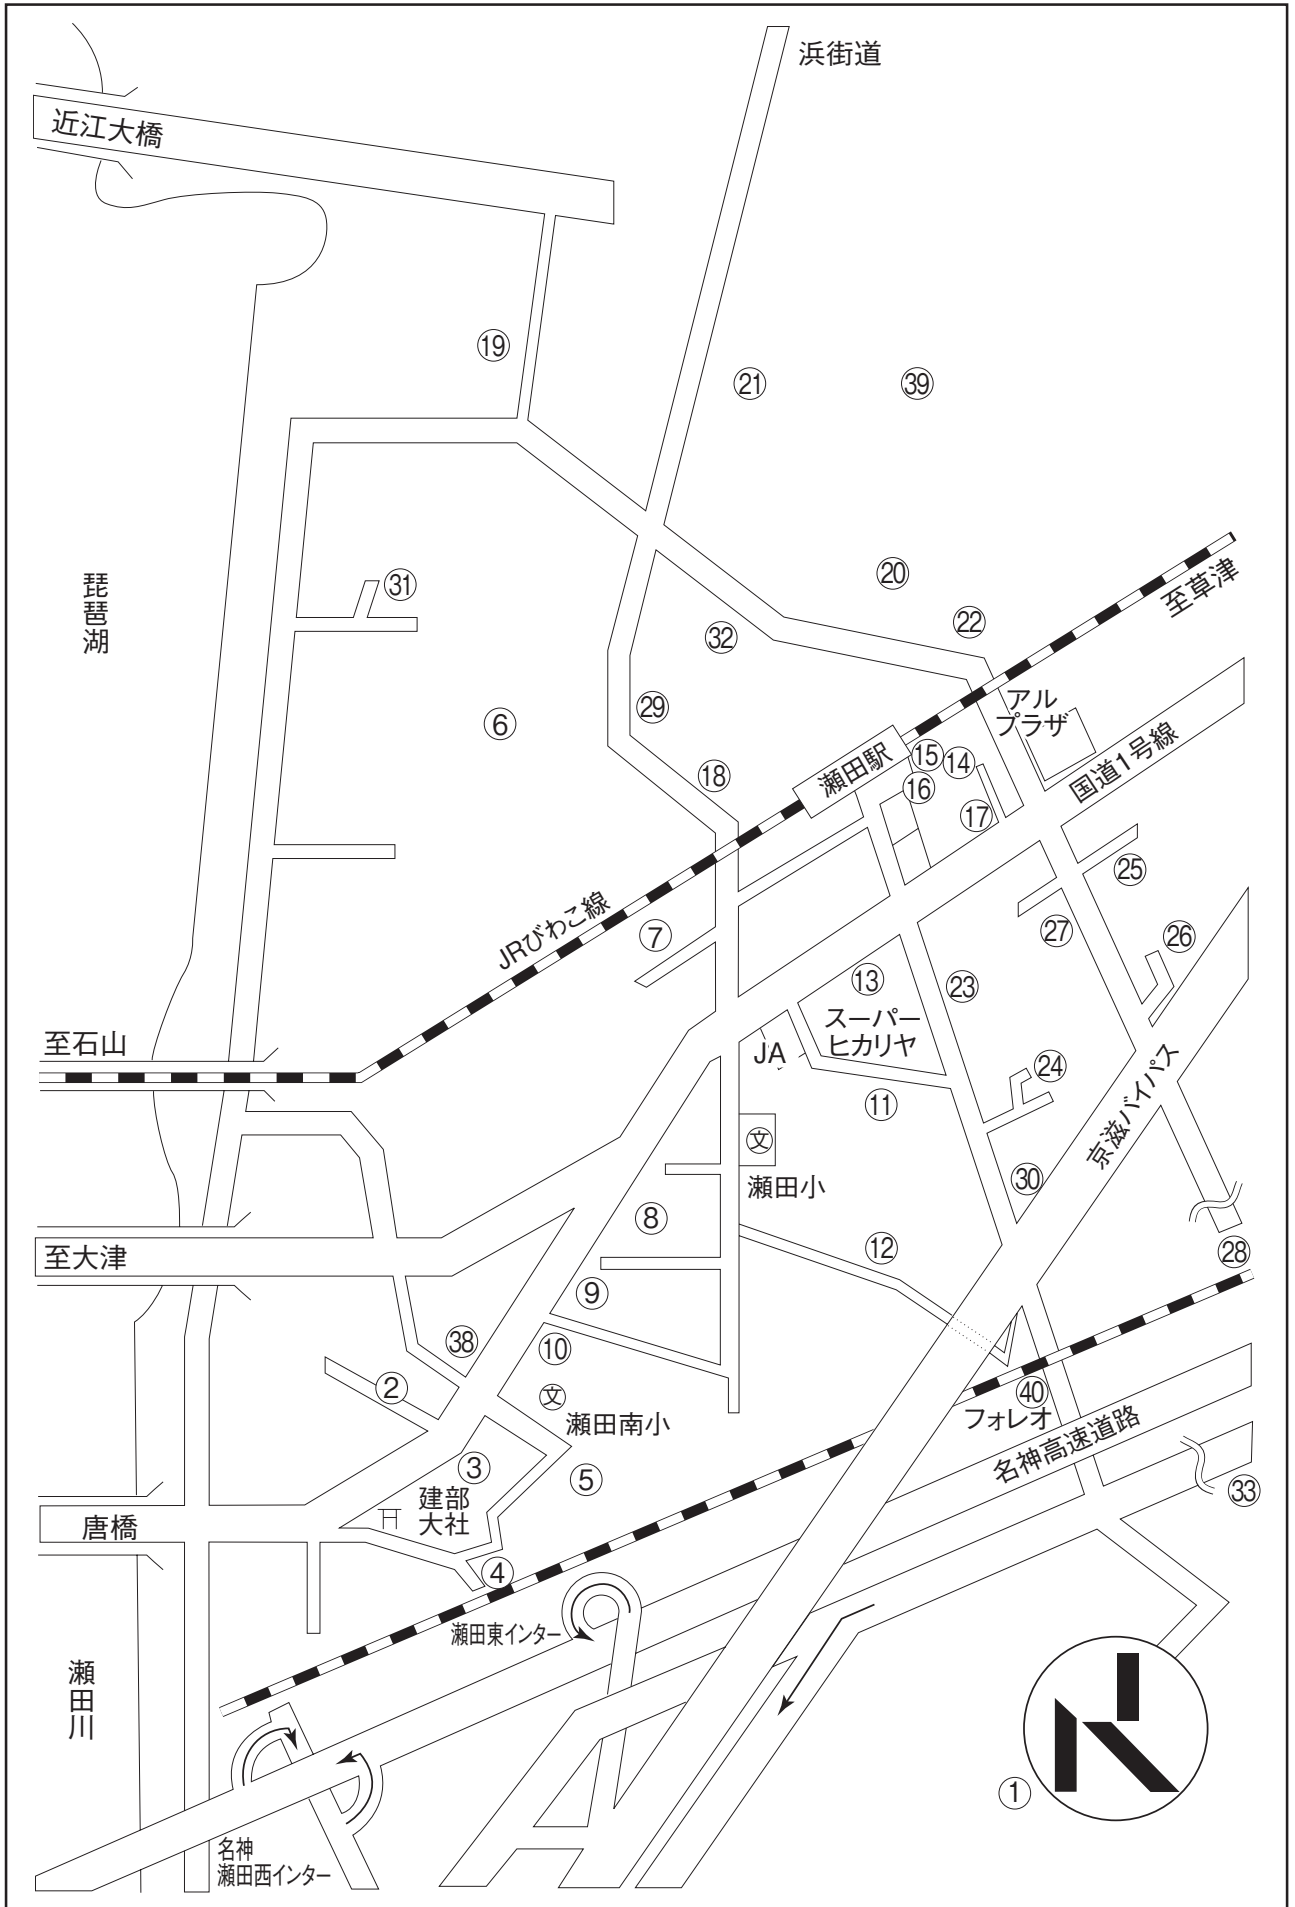 浜街道
近江大橋
⑲
㉑
㊴
琵琶湖
㉛
⑳
至草津
㉜
㉒
⑥
㉙
アル
プラザ
⑱
瀬田駅
⑮
⑭
⑯
⑰
国道1号線
㉕
JRびわこ線
⑦
㉗
㉖
⑬
㉓
スーパー
ヒカリヤ
至石山
JA
㉔
⑪
京滋バイパス
文
瀬田小
㉚
⑧
⑫
至大津
㉘
⑨
㊳
⑩
②
文
瀬田南小
㊵
フォレオ
名神高速道路
③
⑤
㉝
建部
大社
唐橋
④
瀬田東インター
瀬田川
①
名神
瀬田西インター